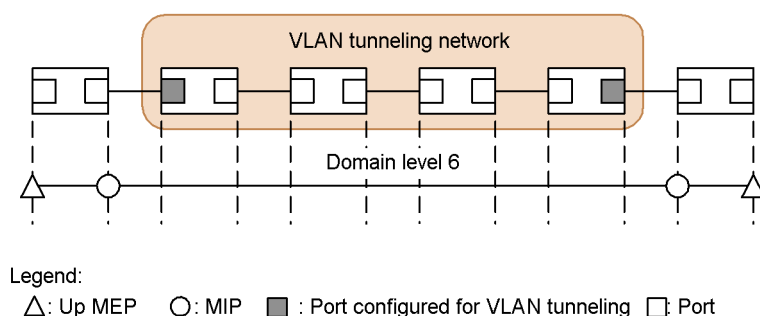 VLAN tunneling network
Domain level 6
Legend:
: Up MEP : MIP : Port configured for VLAN tunneling : Port